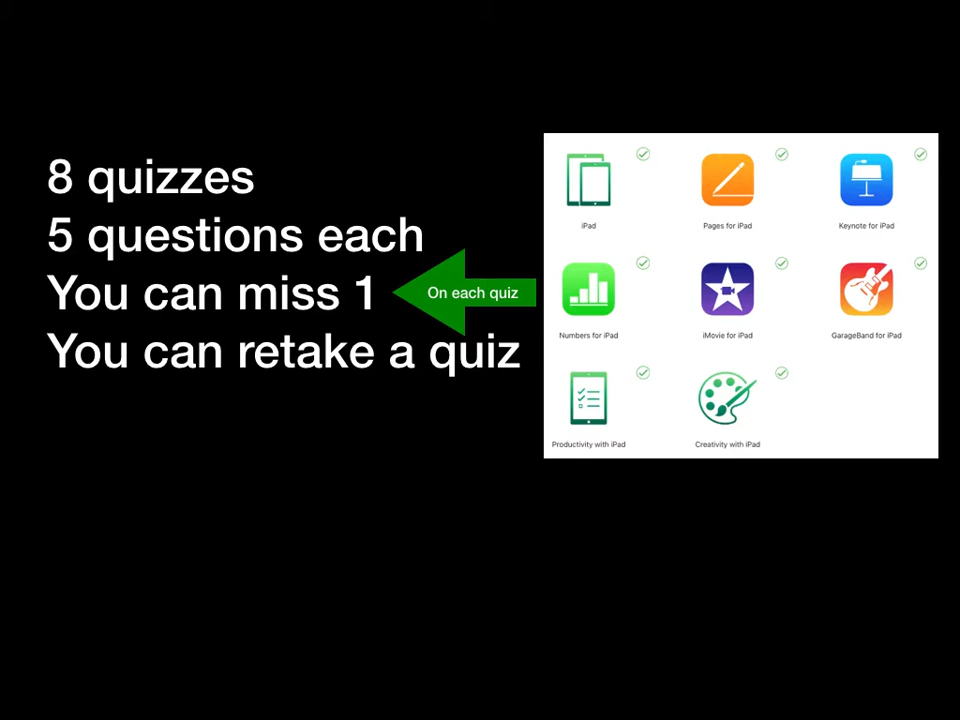 8 quizzes
5 questions each
You can miss 1
On each quiz
You can retake a quiz
iPad
Pages for iPad
Keynote for iPad
Numbers for iPad
iMovie for iPad
GarageBand for iPad
Productivity with iPad
Creativity with iPad